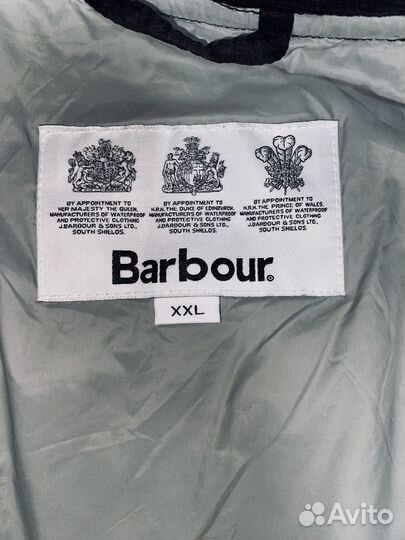 BY APPOINTMENT TO
HER MAJESTY THE QUEEN.
MANUFACTURERS OF WATERPROOF
AND PROTECTIVE CLOTHING
J.BARBOUR & SONS LTD.,
SOUTH SHIELDS.
BY APPOINTMENT TO
H.R.H. THE DUKE OF EDINBURGH.
MANUFACTURERS OF WATERPROOF
AND PROTECTIVE CLOTHING
J.BARBOUR & SONS LTD.,
SOUTH SHIELDS.
BY APPOINTMENT TO
H.R.H. THE PRINCE OF WALES.
MANUFACTURERS OF WATERPROOF
AND PROTECTIVE CLOTHING
J.BARBOUR & SONS LTD.,
SOUTH SHIELDS.
Barbour®
XXL
Avito